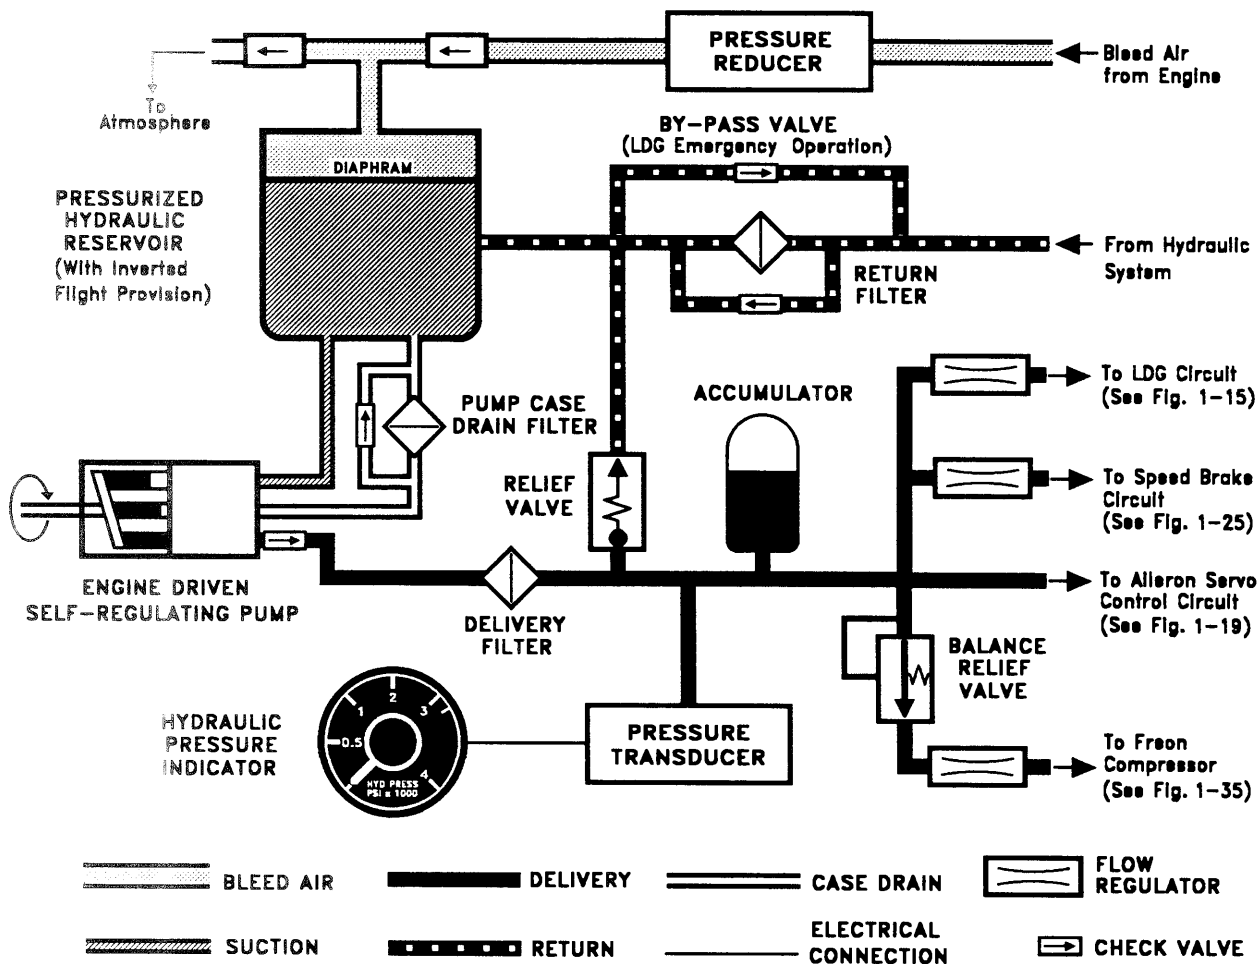 PRESSURE
REDUCER
Bleed Air
from Engine
To
Atmosphere
BY-PASS VALVE
(LDG Emergency Operation)
DIAPHRAM
PRESSURIZED
HYDRAULIC
RESERVOIR
(With Inverted
Flight Provision)
From Hydraulic
System
RETURN
FILTER
To LDG Circuit
(See Fig. 1-15)
ACCUMULATOR
PUMP CASE
DRAIN FILTER
RELIEF
VALVE
To Speed Brake
Circuit
(See Fig. 1-25)
ENGINE DRIVEN
SELF-REGULATING PUMP
DELIVERY
FILTER
To Aileron Servo
Control Circuit
(See Fig. 1-19)
BALANCE
RELIEF
VALVE
HYDRAULIC
PRESSURE
INDICATOR
0.5
1
2
3
4
HYD PRESS
PSI x 1000
PRESSURE
TRANSDUCER
To Freon
Compressor
(See Fig. 1-35)
BLEED AIR
DELIVERY
CASE DRAIN
FLOW
REGULATOR
SUCTION
RETURN
ELECTRICAL
CONNECTION
CHECK VALVE